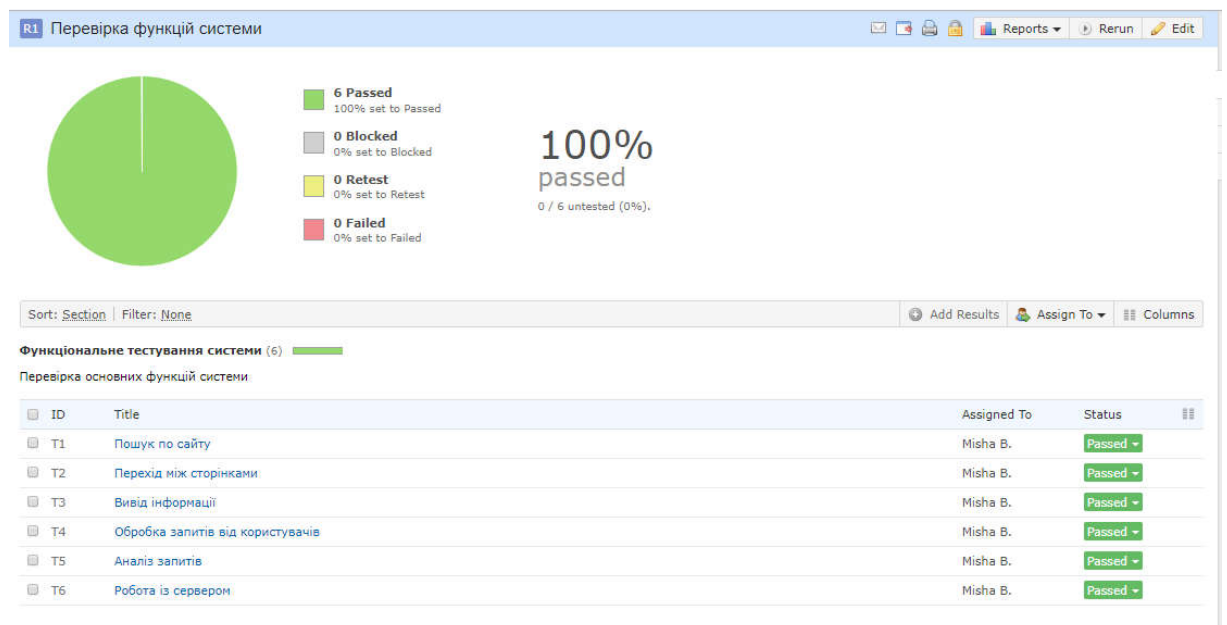 R1 Перевірка функцій системи Reports Rerun Edit
6 Passed
100% set to Passed
0 Blocked
0% set to Blocked
0 Retest
0% set to Retest
0 Failed
0% set to Failed
100%
passed
0 / 6 untested (0%).
Sort: Section Filter: None Add Results Assign To Columns
Функціональне тестування системи (6)
Перевірка основних функцій системи
ID Title Assigned To Status
T1 Пошук по сайту Misha B. Passed
T2 Перехід між сторінками Misha B. Passed
T3 Вивід інформації Misha B. Passed
T4 Обробка запитів від користувачів Misha B. Passed
T5 Аналіз запитів Misha B. Passed
T6 Робота із сервером Misha B. Passed